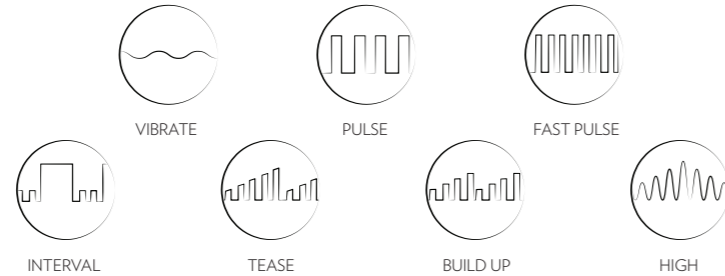 VIBRATE
PULSE
FAST PULSE
INTERVAL
TEASE
BUILD UP
HIGH